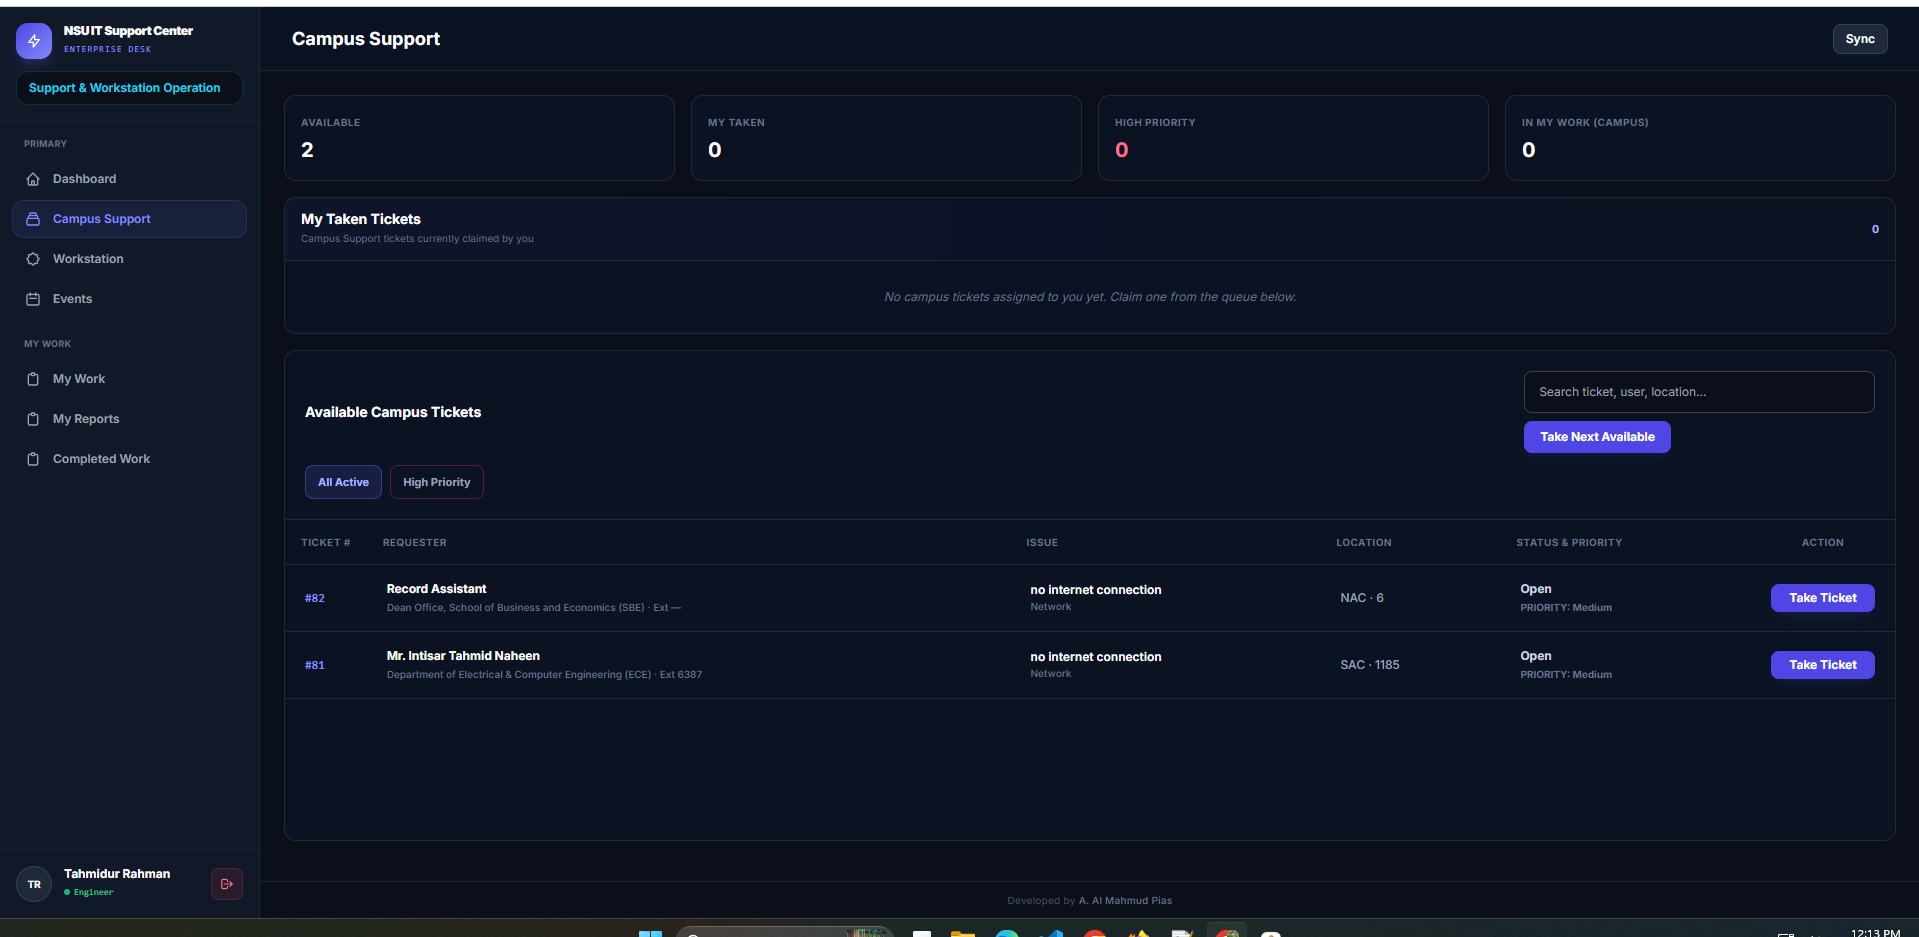 NSU IT Support Center
ENTERPRISE DESK
Support & Workstation Operation
PRIMARY
Dashboard
Campus Support
Workstation
Events
MY WORK
My Work
My Reports
Completed Work
TR
Tahmidur Rahman
Engineer
Campus Support
Sync
AVAILABLE
2
MY TAKEN
0
HIGH PRIORITY
0
IN MY WORK (CAMPUS)
0
My Taken Tickets
Campus Support tickets currently claimed by you
0
No campus tickets assigned to you yet. Claim one from the queue below.
Available Campus Tickets
Search ticket, user, location...
Take Next Available
All Active
High Priority
TICKET # REQUESTER ISSUE LOCATION STATUS & PRIORITY ACTION
#82
Record Assistant
Dean Office, School of Business and Economics (SBE) · Ext —
no internet connection
Network
NAC · 6
Open
PRIORITY: Medium
Take Ticket
#81
Mr. Intisar Tahmid Naheen
Department of Electrical & Computer Engineering (ECE) · Ext 6387
no internet connection
Network
SAC · 1185
Open
PRIORITY: Medium
Take Ticket
Developed by A. Al Mahmud Pias
12:13 PM